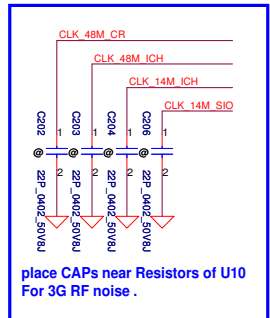 CLK_48M_CR
CLK_48M_ICH
CLK_14M_ICH
CLK_14M_SIO
C202
C203
C204
C206
1 1 1 1
@ @ @ @
2 2 2 2
22P_0402_50V8J
22P_0402_50V8J
22P_0402_50V8J
22P_0402_50V8J
place CAPs near Resistors of U10
For 3G RF noise .